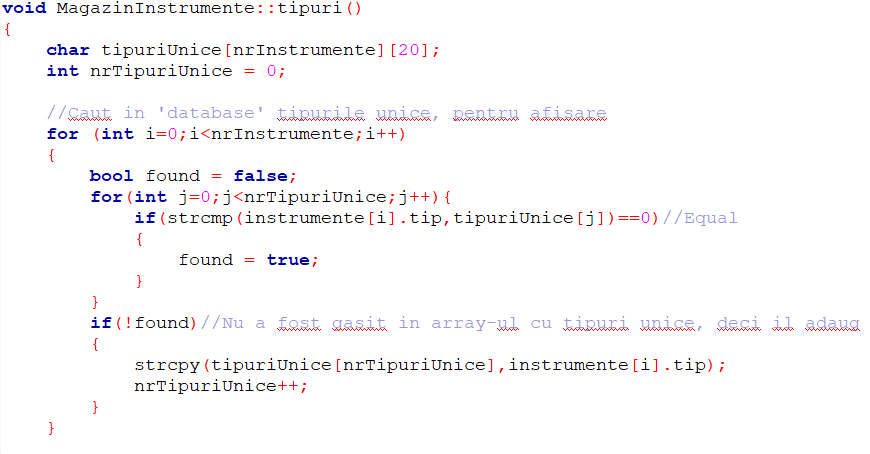 void MagazinInstrumente::tipuri()
{
    char tipuriUnice[nrInstrumente][20];
    int nrTipuriUnice = 0;

    //Caut in 'database' tipurile unice, pentru afisare
    for (int i=0;i<nrInstrumente;i++)
    {
        bool found = false;
        for(int j=0;j<nrTipuriUnice;j++){
            if(strcmp(instrumente[i].tip,tipuriUnice[j])==0)//Equal
            {
                found = true;
            }
        }
        if(!found)//Nu a fost gasit in array-ul cu tipuri unice, deci il adaug
        {
            strcpy(tipuriUnice[nrTipuriUnice],instrumente[i].tip);
            nrTipuriUnice++;
        }
    }